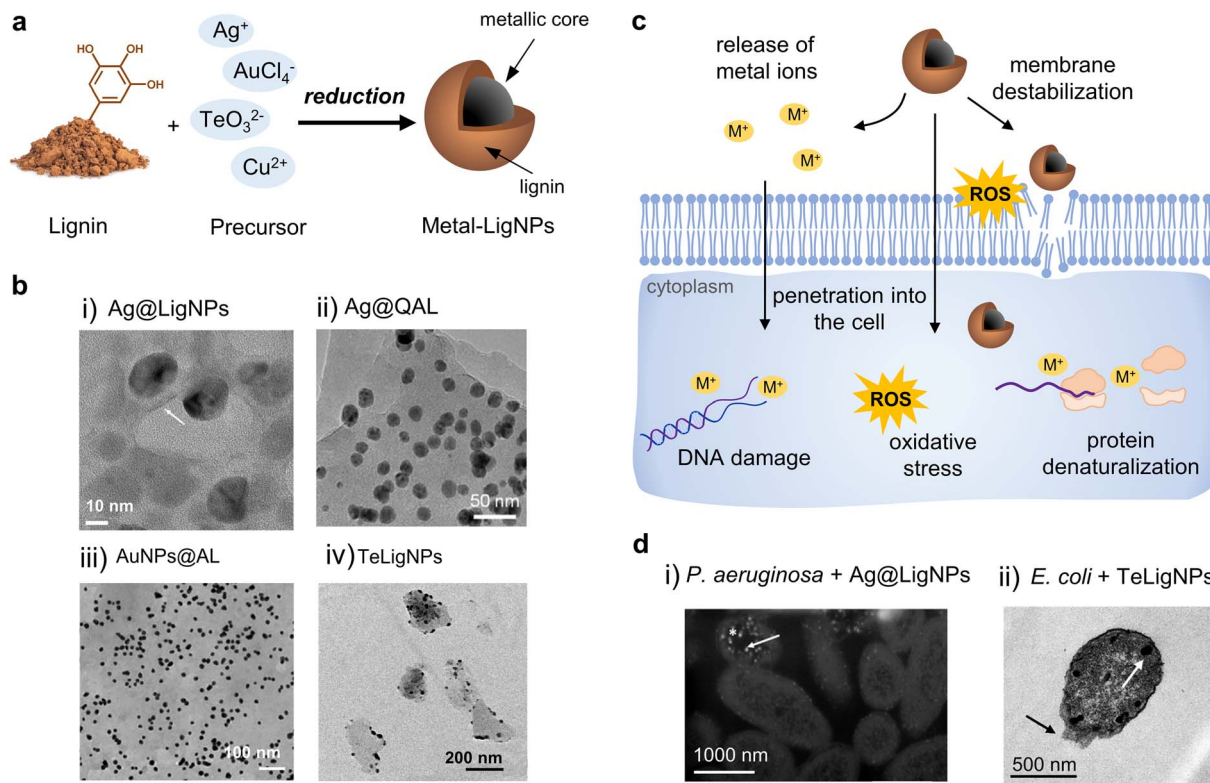 a
HO
OH
OH
Lignin
+
Ag⁺
AuCl₄⁻
TeO₃²⁻
Cu²⁺
Precursor
reduction
metallic core
lignin
Metal-LigNPs
b
i) Ag@LigNPs
10 nm
ii) Ag@QAL
50 nm
iii) AuNPs@AL
100 nm
iv) TeLigNPs
200 nm
c
release of
metal ions
M⁺
M⁺
M⁺
membrane
destabilization
ROS
cytoplasm
penetration into
the cell
M⁺
M⁺
DNA damage
ROS
oxidative
stress
M⁺
M⁺
protein
denaturalization
d
i) P. aeruginosa + Ag@LigNPs
*
1000 nm
ii) E. coli + TeLigNPs
500 nm